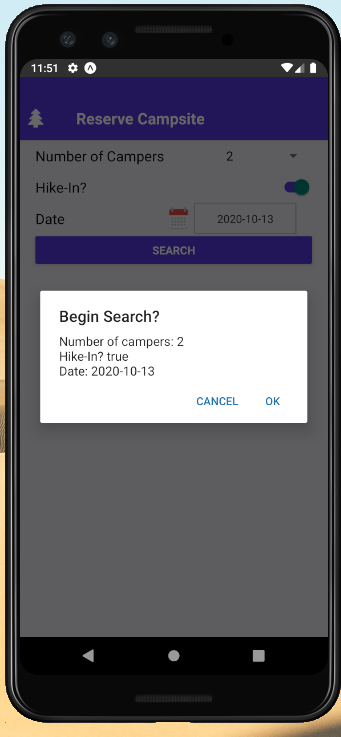 11:51
Reserve Campsite
Number of Campers 2
Hike-In?
Date 2020-10-13
SEARCH
Begin Search?
Number of campers: 2
Hike-In? true
Date: 2020-10-13
CANCEL OK